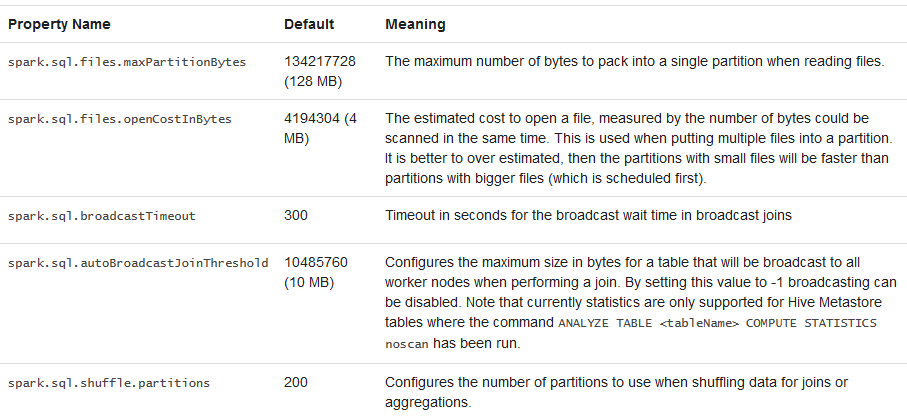 Property Name Default Meaning
spark.sql.files.maxPartitionBytes 134217728 The maximum number of bytes to pack into a single partition when reading files.
(128 MB)
spark.sql.files.openCostInBytes 4194304 (4 The estimated cost to open a file, measured by the number of bytes could be
MB) scanned in the same time. This is used when putting multiple files into a partition.
It is better to over estimated, then the partitions with small files will be faster than
partitions with bigger files (which is scheduled first).
spark.sql.broadcastTimeout 300 Timeout in seconds for the broadcast wait time in broadcast joins
spark.sql.autoBroadcastJoinThreshold 10485760 Configures the maximum size in bytes for a table that will be broadcast to all
(10 MB) worker nodes when performing a join. By setting this value to -1 broadcasting can
be disabled. Note that currently statistics are only supported for Hive Metastore
tables where the command ANALYZE TABLE <tableName> COMPUTE STATISTICS
noscan has been run.
spark.sql.shuffle.partitions 200 Configures the number of partitions to use when shuffling data for joins or
aggregations.